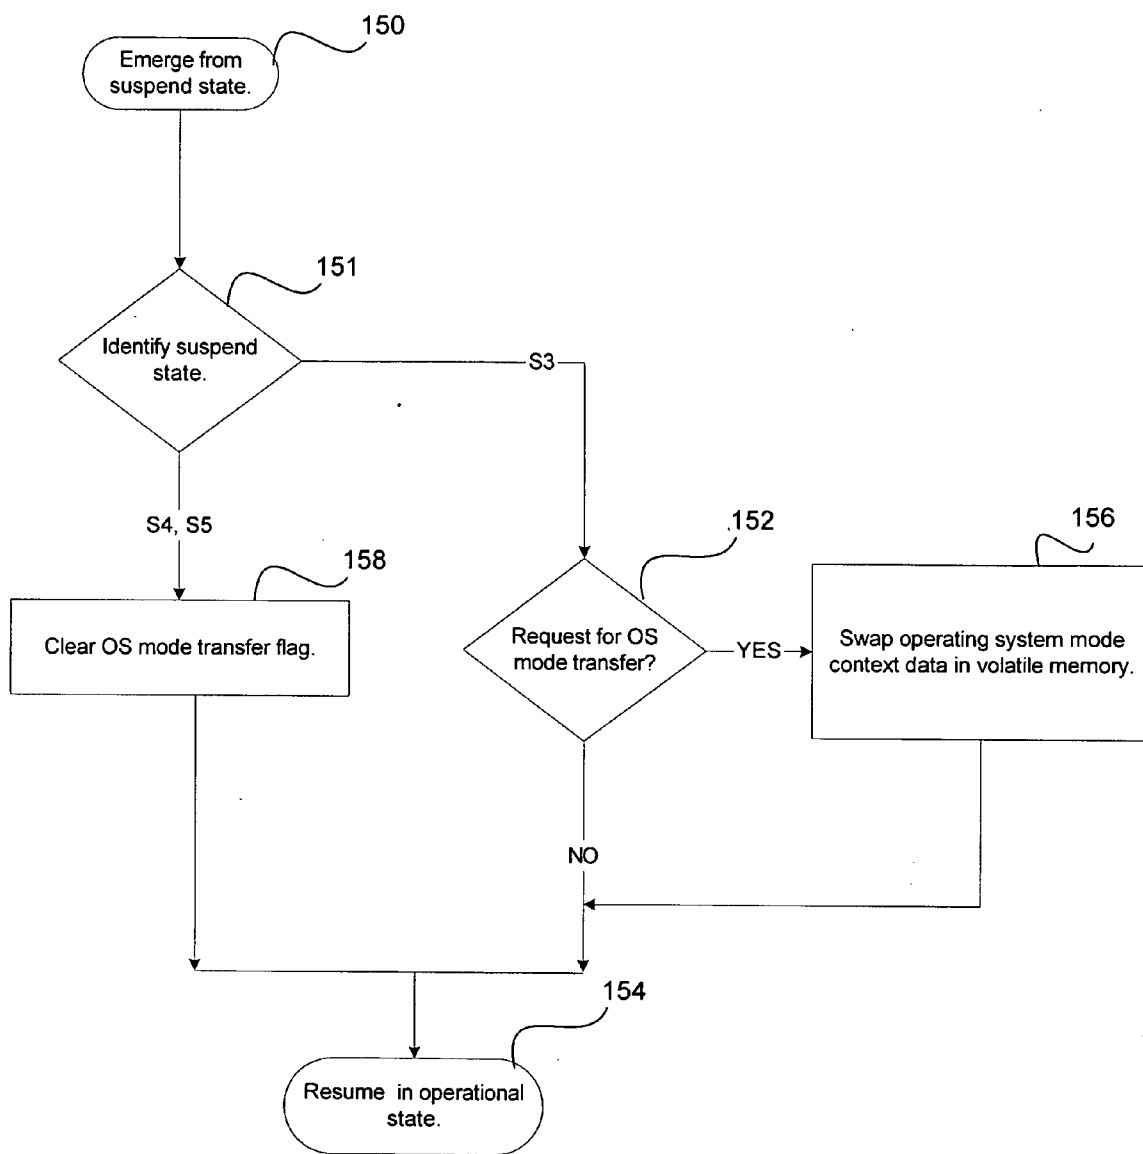 150
Emerge from
suspend state.
151
Identify suspend
state.
S3
S4, S5
152
156
158
Clear OS mode transfer flag.
Request for OS
mode transfer?
YES
Swap operating system mode
context data in volatile memory.
NO
154
Resume in operational
state.